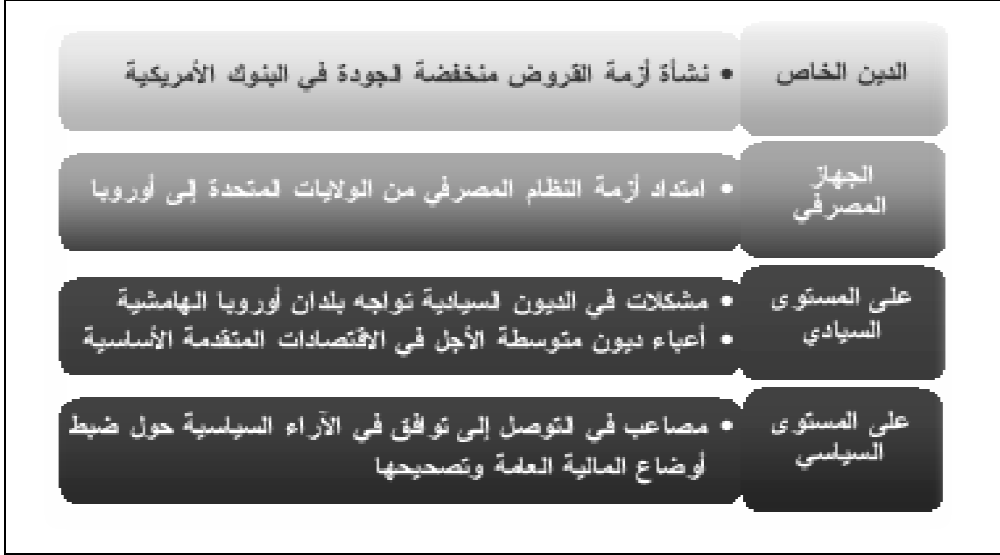 الدين الخاص
• نشأة أزمة القروض منخفضة الجودة في البنوك الأمريكية
الجهاز
المصرفي
• امتداد أزمة النظام المصرفي من الولايات المتحدة إلى أوروبا
على المستوى
السيادي
• مشكلات في الديون السيادية تواجه بلدان أوروبا الهامشية
• أعباء ديون متوسطة الأجل في الاقتصادات المتقدمة الأساسية
على المستوى
السياسي
• مصاعب في التوصل إلى توافق في الآراء السياسية حول ضبط
أوضاع المالية العامة وتصحيحها